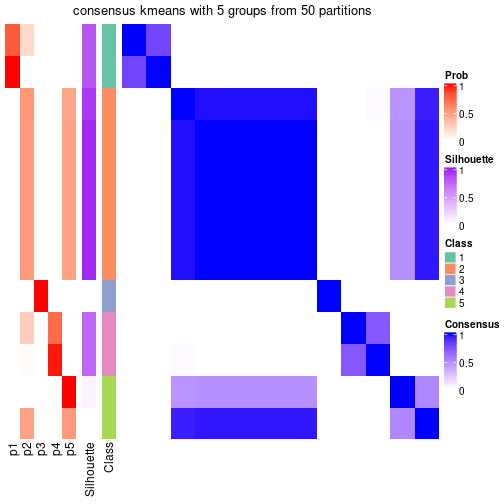 consensus kmeans with 5 groups from 50 partitions
Prob
1
0.5
0
Silhouette
1
0.5
0
Class
1
2
3
4
5
Consensus
1
0.5
0
p1
p2
p3
p4
p5
Silhouette
Class